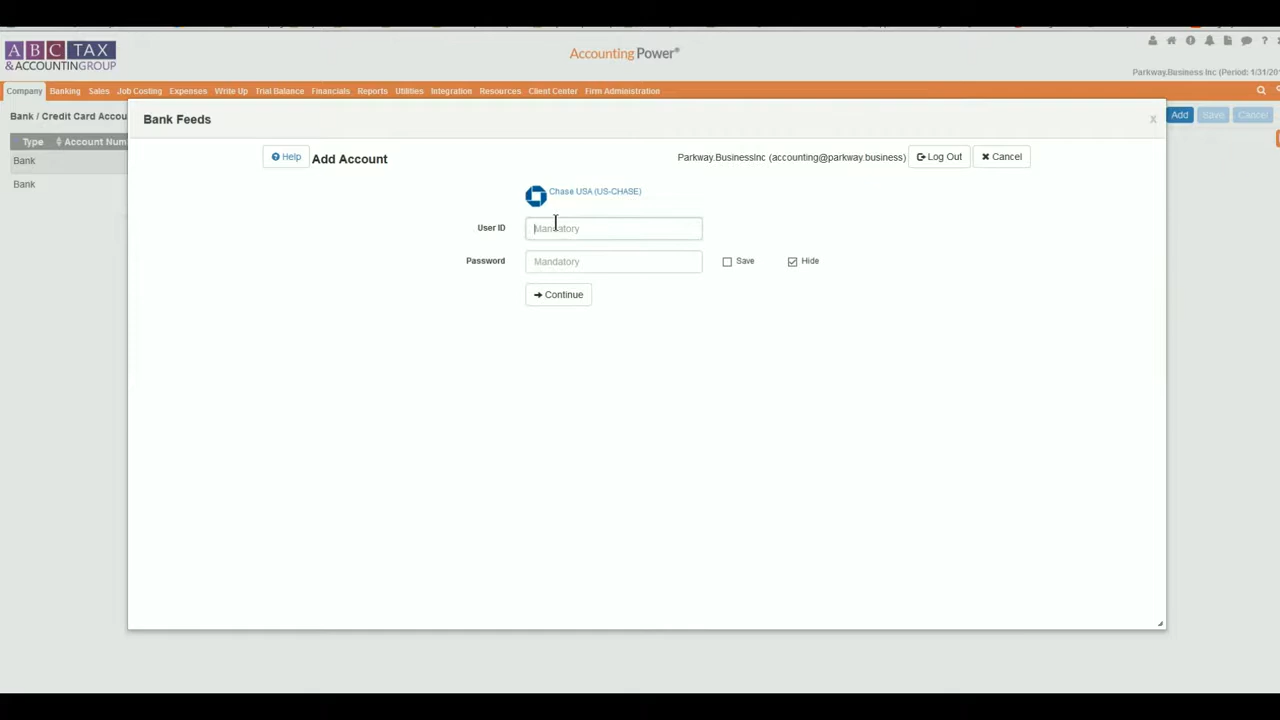 ABC TAX
& ACCOUNTING GROUP
Accounting Power®
?
Parkway.Business Inc (Period: 1/31/20
Company Banking Sales Job Costing Expenses Write Up Trial Balance Financials Reports Utilities Integration Resources Client Center Firm Administration
Bank / Credit Card Accou
Add Save Cancel
Bank Feeds
x
Type Account Num
Bank
Bank
Help Add Account Parkway.BusinessInc (accounting@parkway.business) Log Out Cancel
Chase USA (US-CHASE)
User ID Mandatory
Password Mandatory Save Hide
Continue